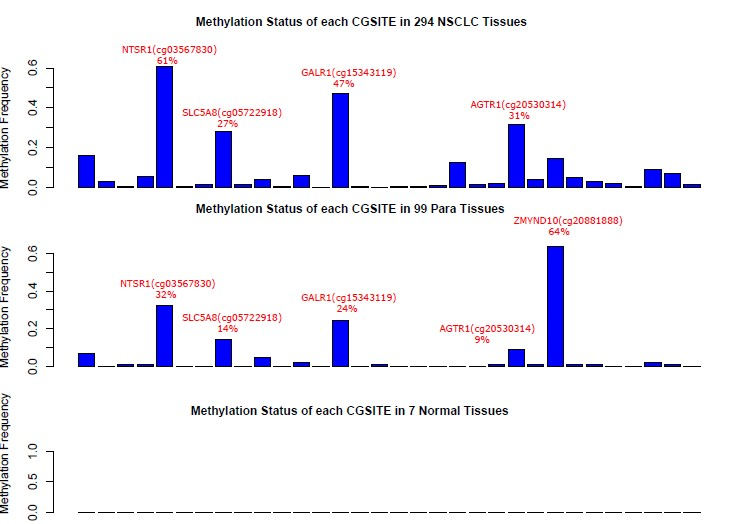 Methylation Status of each CGSITE in 294 NSCLC Tissues
Methylation Frequency
0.6
0.4
0.2
0.0
NTSR1(cg03567830)
61%
SLC5A8(cg05722918)
27%
GALR1(cg15343119)
47%
AGTR1(cg20530314)
31%
Methylation Status of each CGSITE in 99 Para Tissues
Methylation Frequency
0.6
0.4
0.2
0.0
NTSR1(cg03567830)
32%
SLC5A8(cg05722918)
14%
GALR1(cg15343119)
24%
AGTR1(cg20530314)
9%
ZMYND10(cg20881888)
64%
Methylation Status of each CGSITE in 7 Normal Tissues
Methylation Frequency
1.0
0.5
0.0